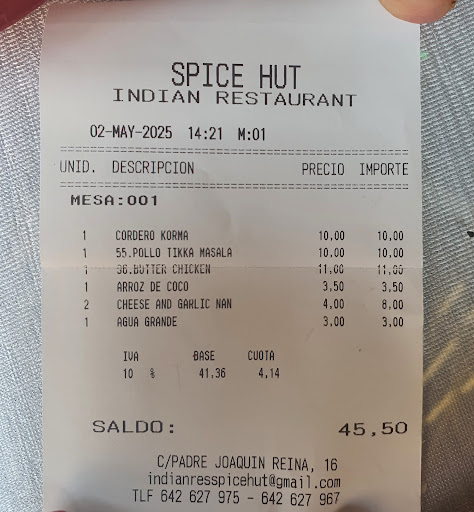 SPICE HUT
INDIAN RESTAURANT
02-MAY-2025 14:21 M:01
UNID. DESCRIPCION PRECIO IMPORTE
MESA:001
1 CORDERO KORMA 10,00 10,00
1 55.POLLO TIKKA MASALA 10.00 10.00
1 36.BUTTER CHICKEN 11,00 11,00
1 ARROZ DE COCO 3,50 3,50
2 CHEESE AND GARLIC NAN 4,00 8,00
1 AGUA GRANDE 3,00 3,00
IVA BASE CUOTA
10 % 41,36 4,14
SALDO: 45,50
C/PADRE JOAQUIN REINA, 16
indianresspicehut@gmail.com
TLF 642 627 975 - 642 627 967